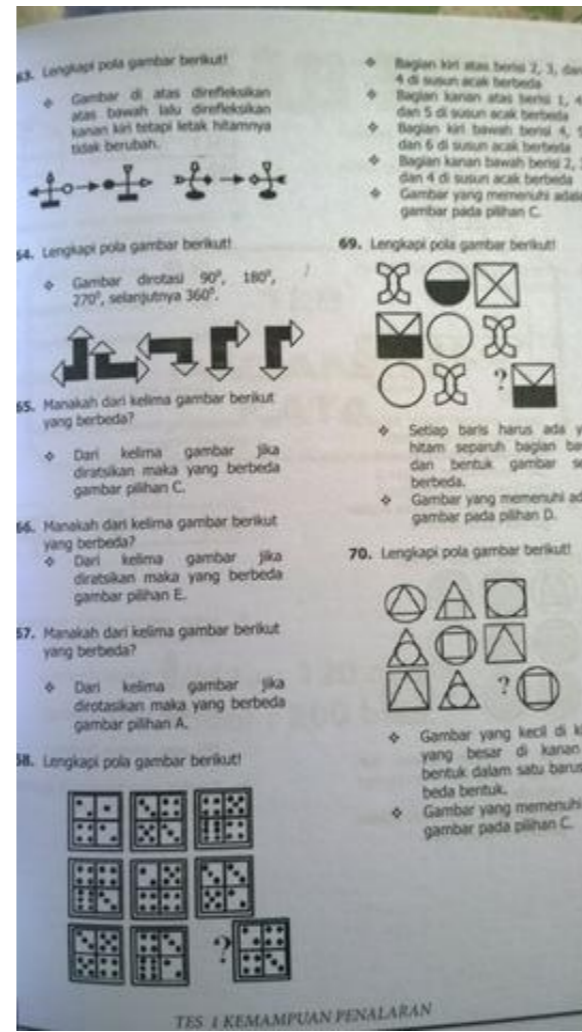 63. Lengkapi pola gambar berikut!
❖ Gambar di atas direfleksikan
atas bawah lalu direfleksikan
kanan kiri tetapi letak hitamnya
tidak berubah.
64. Lengkapi pola gambar berikut!
❖ Gambar dirotasi 90⁰, 180⁰,
270⁰, selanjutnya 360⁰.
65. Manakah dari kelima gambar berikut
yang berbeda?
❖ Dari kelima gambar jika
diratsikan maka yang berbeda
gambar pilihan C.
66. Manakah dari kelima gambar berikut
yang berbeda?
❖ Dari kelima gambar jika
diratsikan maka yang berbeda
gambar pilihan E.
67. Manakah dari kelima gambar berikut
yang berbeda?
❖ Dari kelima gambar jika
dirotasikan maka yang berbeda
gambar pilihan A.
68. Lengkapi pola gambar berikut!
?
❖ Bagian kiri atas berisi 2, 3, dan
4 di susun acak berbeda
❖ Bagian kanan atas berisi 1,
dan 5 di susun acak berbeda
❖ Bagian kiri bawah berisi 4,
dan 6 di susun acak berbeda
❖ Bagian kanan bawah berisi 2,
dan 4 di susun acak berbeda
❖ Gambar yang memenuhi
gambar pada pilihan C.
69. Lengkapi pola gambar berikut!
?
❖ Setiap baris harus ada
hitam separuh bagian
dan bentuk gambar
berbeda.
❖ Gambar yang memenuhi
gambar pada pilihan D.
70. Lengkapi pola gambar berikut!
?
❖ Gambar yang kecil di
yang besar di kanan
bentuk dalam satu
beda bentuk.
❖ Gambar yang memenuhi
gambar pada pilihan C.
TES 1 KEMAMPUAN PENALARAN